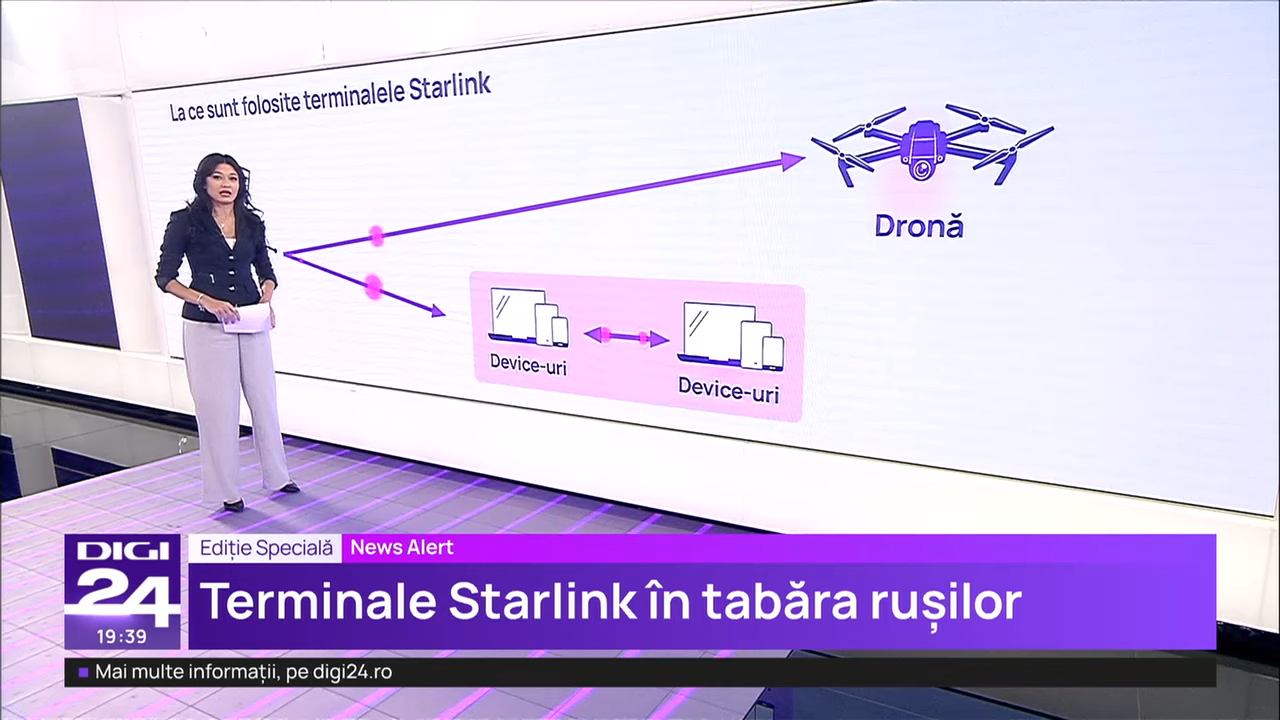 La ce sunt folosite terminalele Starlink
Dronă
Device-uri
Device-uri
DIGI
24
19:39
Ediție Specială
News Alert
Terminale Starlink în tabăra rușilor
Mai multe informații, pe digi24.ro